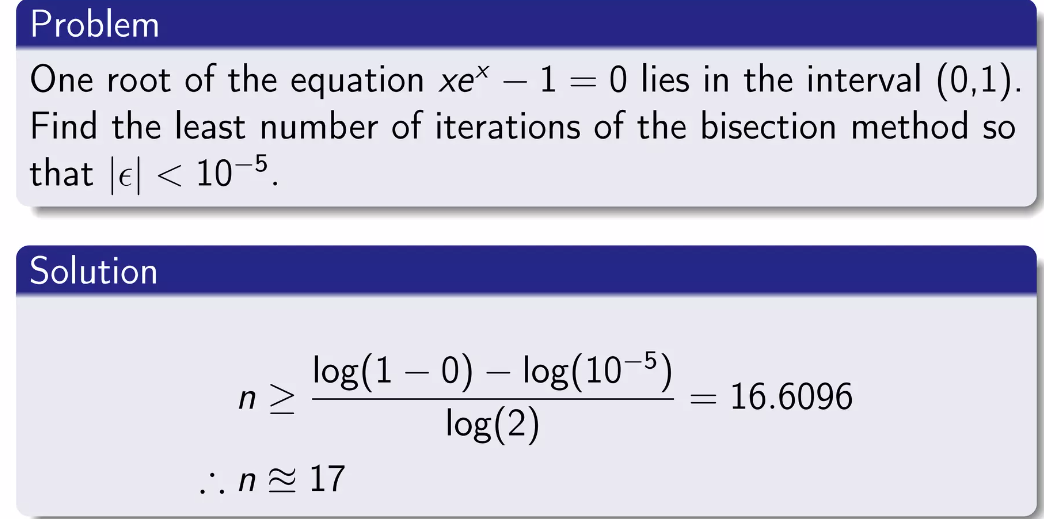 Problem
One root of the equation xeˣ − 1 = 0 lies in the interval (0,1).
Find the least number of iterations of the bisection method so
that |ϵ| < 10⁻⁵.
Solution
n ≥ (log(1 − 0) − log(10⁻⁵)) / log(2) = 16.6096
∴ n ≊ 17